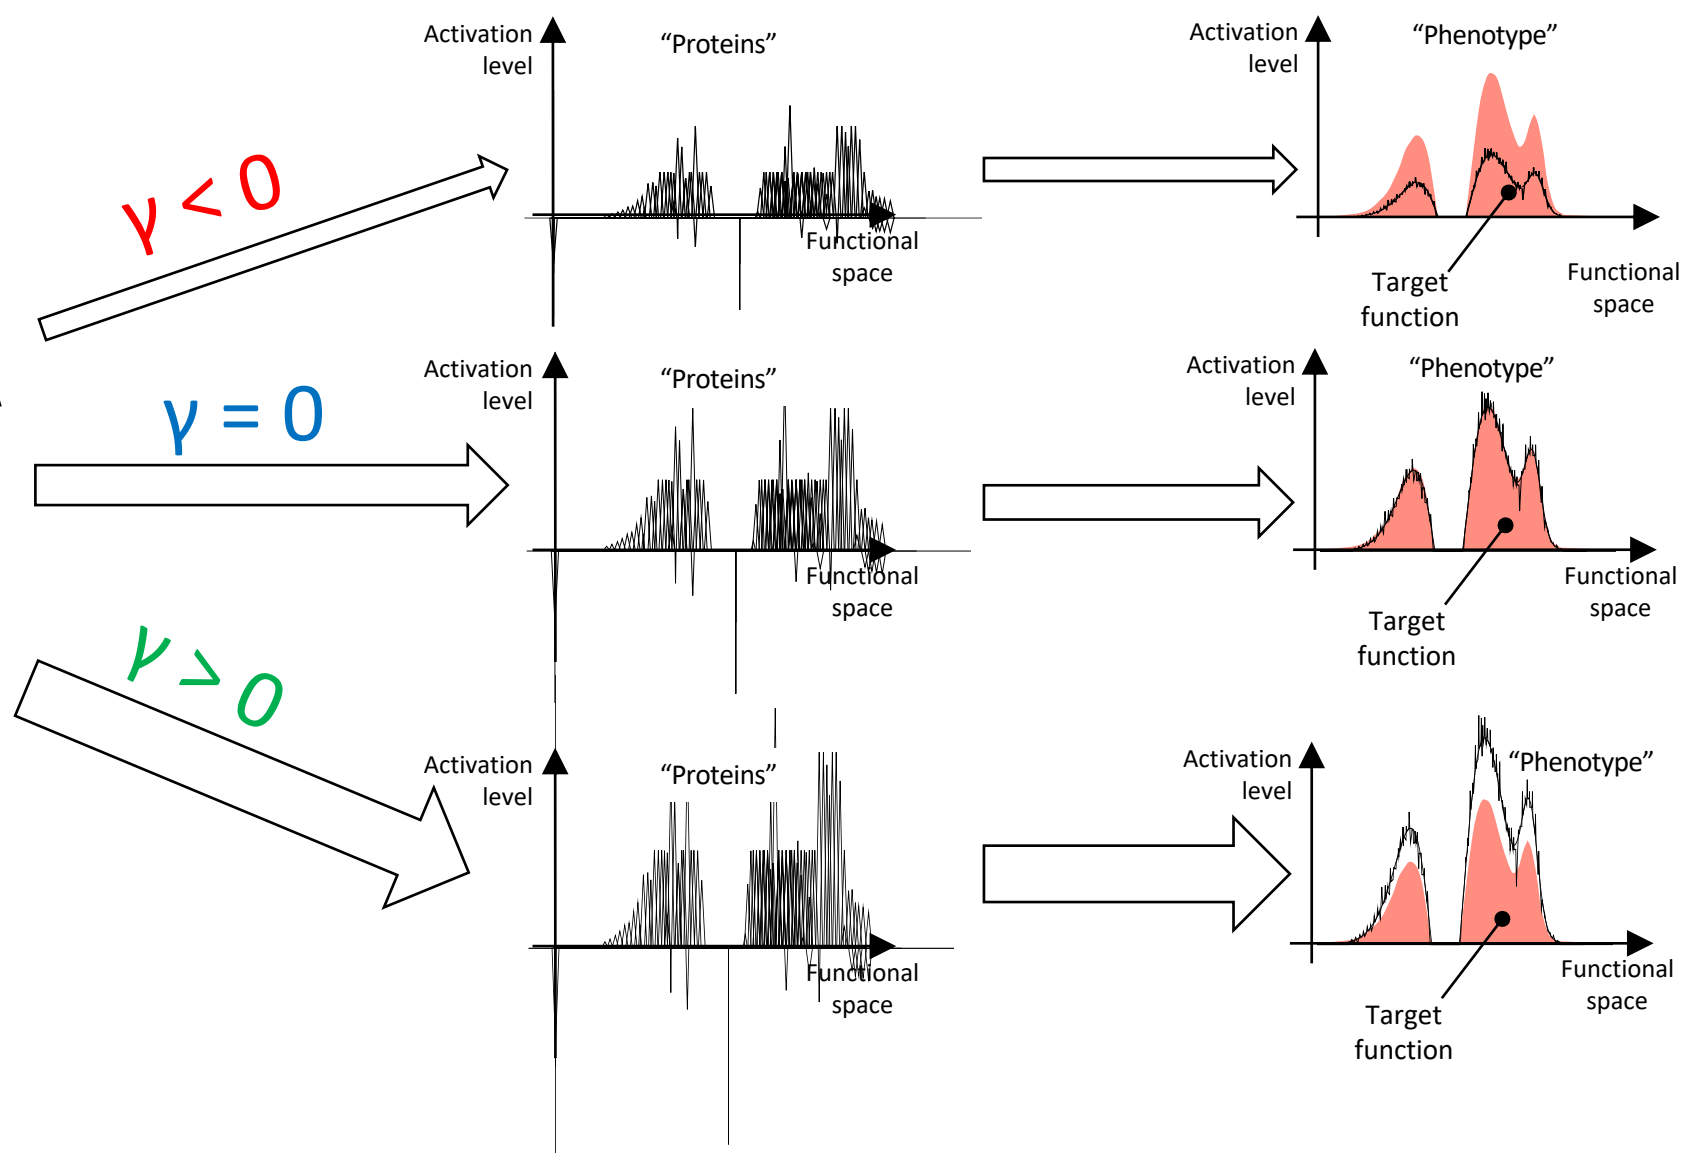 Activation
level
“Proteins”
Activation
level
“Phenotype”
γ < 0
Functional
space
Target
function
Functional
space
Activation
level
“Proteins”
Activation
level
“Phenotype”
γ = 0
Functional
space
Target
function
Functional
space
γ > 0
Activation
level
“Proteins”
Activation
level
“Phenotype”
Functional
space
Target
function
Functional
space